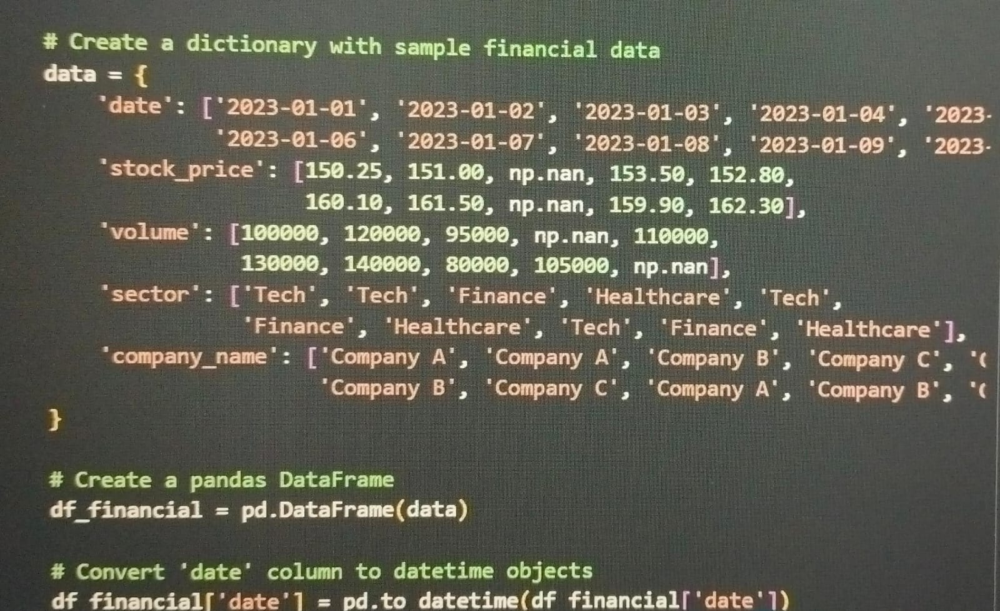 # Create a dictionary with sample financial data
data = {
    'date': ['2023-01-01', '2023-01-02', '2023-01-03', '2023-01-04', '2023-
             '2023-01-06', '2023-01-07', '2023-01-08', '2023-01-09', '2023-
    'stock_price': [150.25, 151.00, np.nan, 153.50, 152.80,
                    160.10, 161.50, np.nan, 159.90, 162.30],
    'volume': [100000, 120000, 95000, np.nan, 110000,
               130000, 140000, 80000, 105000, np.nan],
    'sector': ['Tech', 'Tech', 'Finance', 'Healthcare', 'Tech',
               'Finance', 'Healthcare', 'Tech', 'Finance', 'Healthcare'],
    'company_name': ['Company A', 'Company A', 'Company B', 'Company C', '
                     'Company B', 'Company C', 'Company A', 'Company B', '
}
# Create a pandas DataFrame
df_financial = pd.DataFrame(data)
# Convert 'date' column to datetime objects
df_financial['date'] = pd.to_datetime(df_financial['date'])